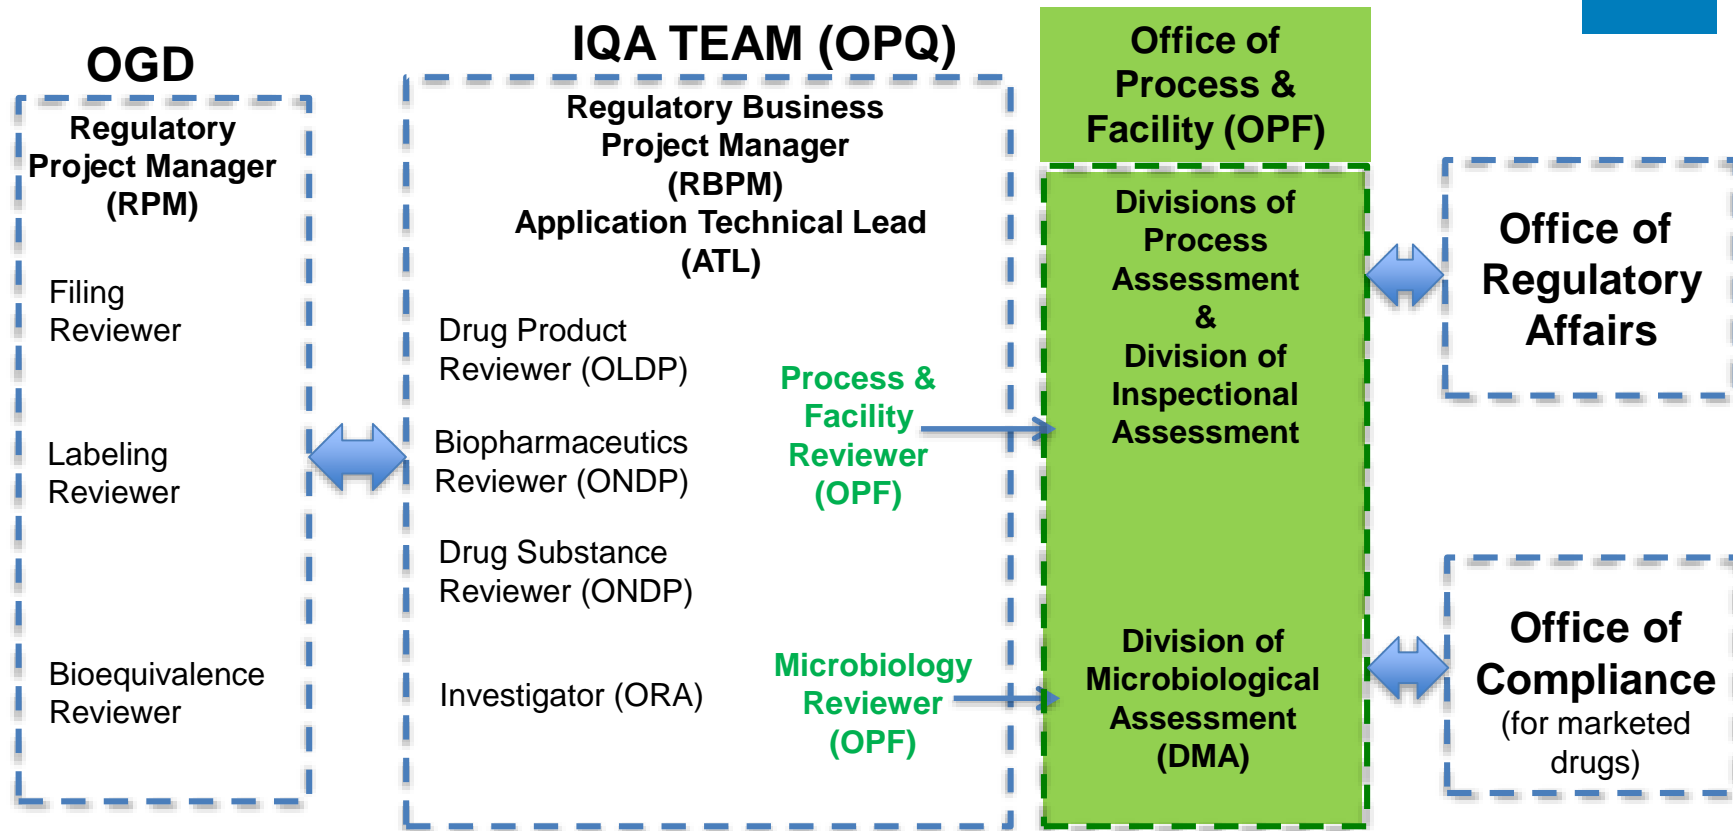 OGD
Regulatory
Project Manager
(RPM)
Filing
Reviewer
Labeling
Reviewer
Bioequivalence
Reviewer
IQA TEAM (OPQ)
Regulatory Business
Project Manager
(RBPM)
Application Technical Lead
(ATL)
Drug Product
Reviewer (OLDP)
Biopharmaceutics
Reviewer (ONDP)
Drug Substance
Reviewer (ONDP)
Investigator (ORA)
Process &
Facility
Reviewer
(OPF)
Microbiology
Reviewer
(OPF)
Office of
Process &
Facility (OPF)
Divisions of
Process
Assessment
&
Division of
Inspectional
Assessment
Division of
Microbiological
Assessment
(DMA)
Office of
Regulatory
Affairs
Office of
Compliance
(for marketed
drugs)